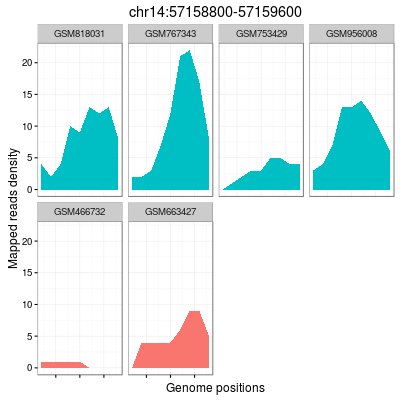 chr14:57158800-57159600
GSM818031 GSM767343 GSM753429 GSM956008
20
15
10
5
0
Mapped reads density
GSM466732 GSM663427
20
15
10
5
0
Genome positions